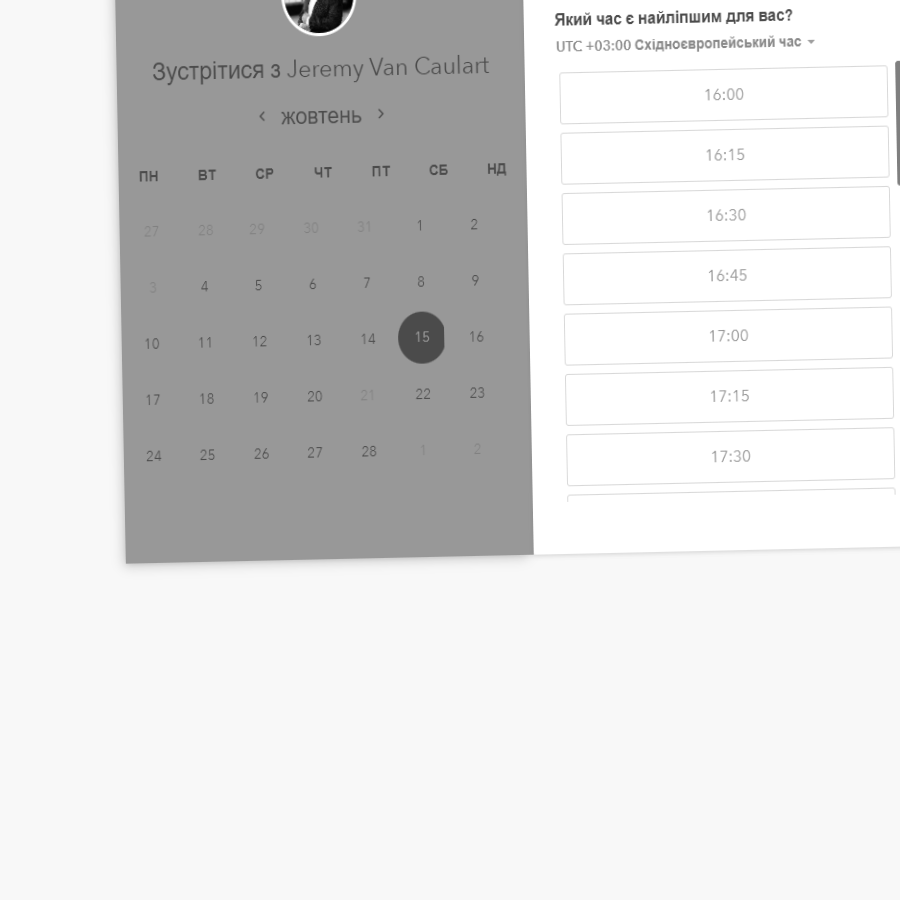 Зустрітися з Jeremy Van Caulart
‹ жовтень ›
ПН ВТ СР ЧТ ПТ СБ НД
27 28 29 30 31 1 2
3 4 5 6 7 8 9
10 11 12 13 14 15 16
17 18 19 20 21 22 23
24 25 26 27 28 1 2
Який час є найліпшим для вас?
UTC +03:00 Східноєвропейський час
16:00
16:15
16:30
16:45
17:00
17:15
17:30